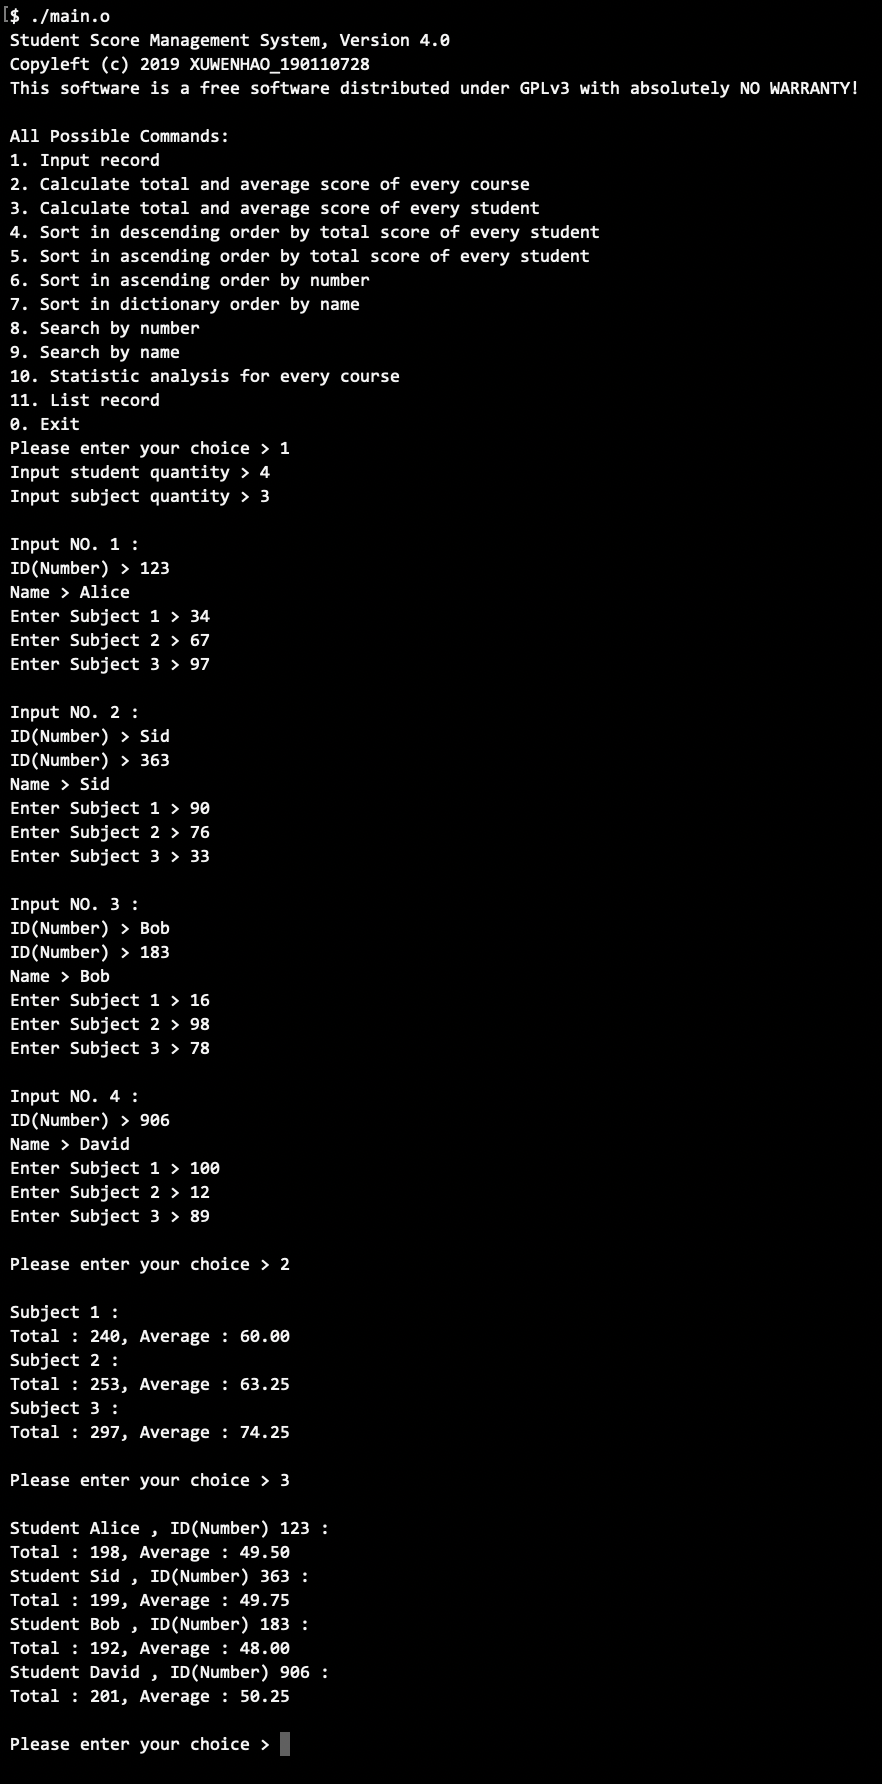 $ ./main.o
Student Score Management System, Version 4.0
Copyleft (c) 2019 XUWENHAO_190110728
This software is a free software distributed under GPLv3 with absolutely NO WARRANTY!
All Possible Commands:
1. Input record
2. Calculate total and average score of every course
3. Calculate total and average score of every student
4. Sort in descending order by total score of every student
5. Sort in ascending order by total score of every student
6. Sort in ascending order by number
7. Sort in dictionary order by name
8. Search by number
9. Search by name
10. Statistic analysis for every course
11. List record
0. Exit
Please enter your choice > 1
Input student quantity > 4
Input subject quantity > 3
Input NO. 1 :
ID(Number) > 123
Name > Alice
Enter Subject 1 > 34
Enter Subject 2 > 67
Enter Subject 3 > 97
Input NO. 2 :
ID(Number) > Sid
ID(Number) > 363
Name > Sid
Enter Subject 1 > 90
Enter Subject 2 > 76
Enter Subject 3 > 33
Input NO. 3 :
ID(Number) > Bob
ID(Number) > 183
Name > Bob
Enter Subject 1 > 16
Enter Subject 2 > 98
Enter Subject 3 > 78
Input NO. 4 :
ID(Number) > 906
Name > David
Enter Subject 1 > 100
Enter Subject 2 > 12
Enter Subject 3 > 89
Please enter your choice > 2
Subject 1 :
Total : 240, Average : 60.00
Subject 2 :
Total : 253, Average : 63.25
Subject 3 :
Total : 297, Average : 74.25
Please enter your choice > 3
Student Alice , ID(Number) 123 :
Total : 198, Average : 49.50
Student Sid , ID(Number) 363 :
Total : 199, Average : 49.75
Student Bob , ID(Number) 183 :
Total : 192, Average : 48.00
Student David , ID(Number) 906 :
Total : 201, Average : 50.25
Please enter your choice >